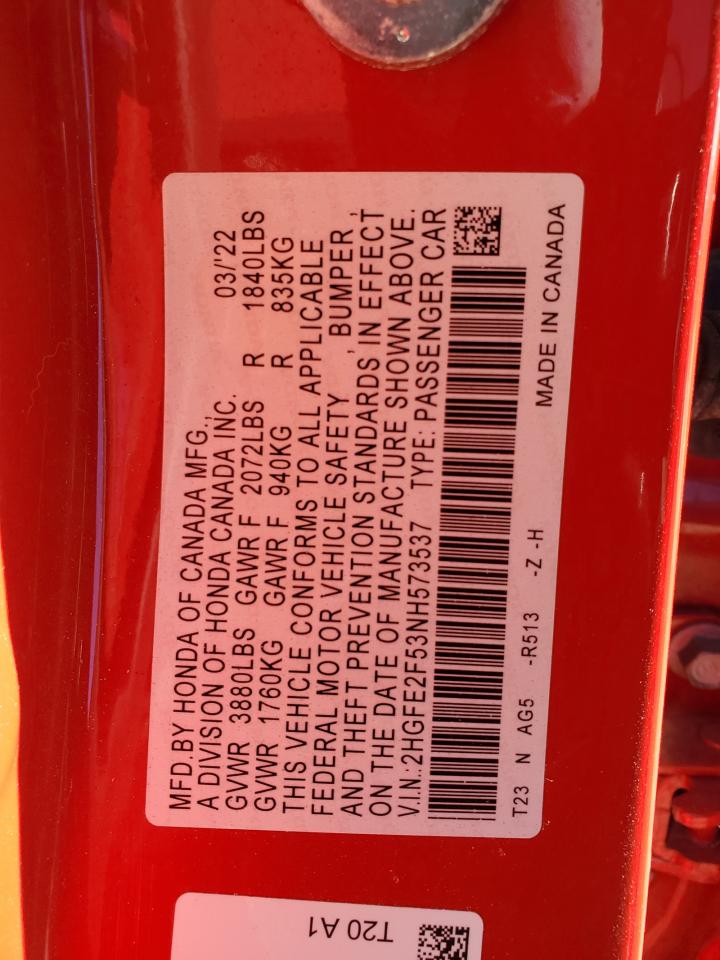 MFD.BY HONDA OF CANADA MFG.,
A DIVISION OF HONDA CANADA INC. 03/'22
GVWR 3880LBS GAWR F 2072LBS R 1840LBS
GVWR 1760KG GAWR F 940KG R 835KG
THIS VEHICLE CONFORMS TO ALL APPLICABLE
FEDERAL MOTOR VEHICLE SAFETY , BUMPER ,
AND THEFT PREVENTION STANDARDS IN EFFECT
ON THE DATE OF MANUFACTURE SHOWN ABOVE.
V.I.N.:2HGFE2F53NH573537 TYPE: PASSENGER CAR
T23 N AG5 -R513 -Z -H MADE IN CANADA
T20 A1